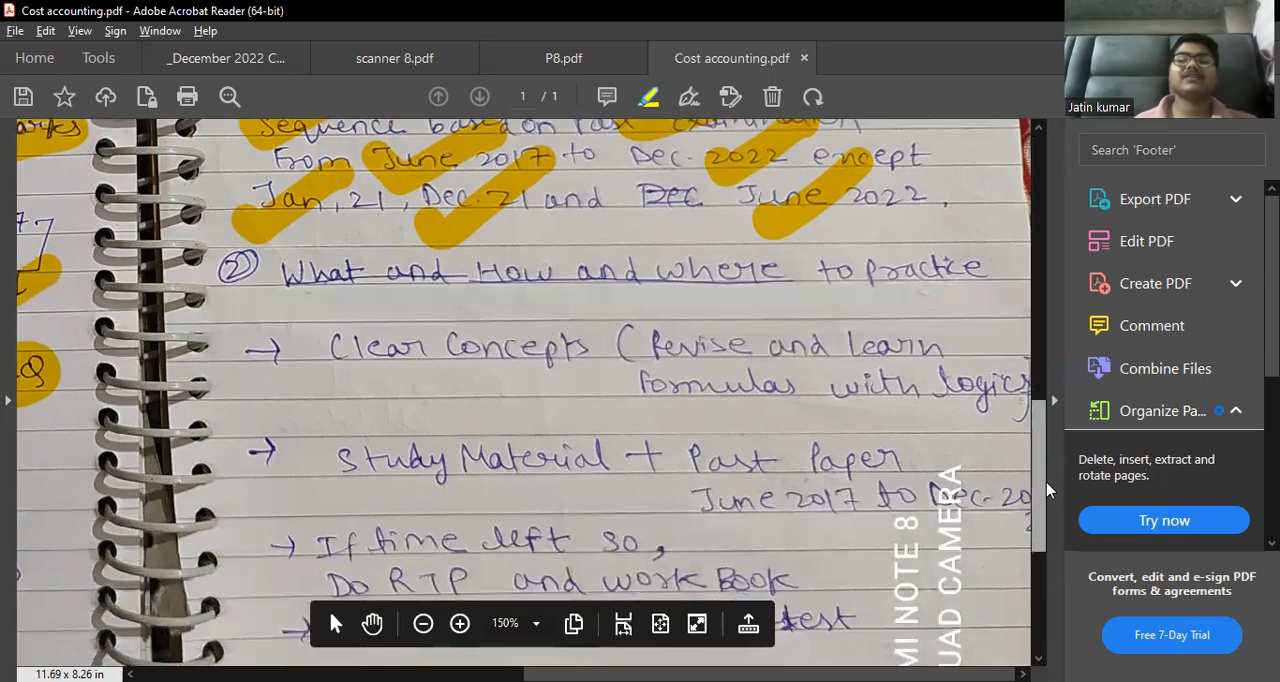 Cost accounting.pdf - Adobe Acrobat Reader (64-bit)
File Edit View Sign Window Help
Home Tools _December 2022 C... scanner 8.pdf P8.pdf Cost accounting.pdf ×
1 / 1
Jatin kumar
Search 'Footer'
Export PDF
Edit PDF
Create PDF
Comment
Combine Files
Organize Pa...
Delete, insert, extract and
rotate pages.
Try now
Convert, edit and e-sign PDF
forms & agreements
Free 7-Day Trial
Sequence based on Past Examination
From June 2017 to Dec. 2022 except
Jan, 21, Dec. 21 and June 2022.
② What and How and where to practice
→ Clear Concepts (Revise and Learn
formulas with logics)
→ Study Material + Past Paper
June 2017 to Dec-20
→ If time left so,
Do RTP and work Book
test
MI NOTE 8
UAD CAMERA
150%
11.69 x 8.26 in